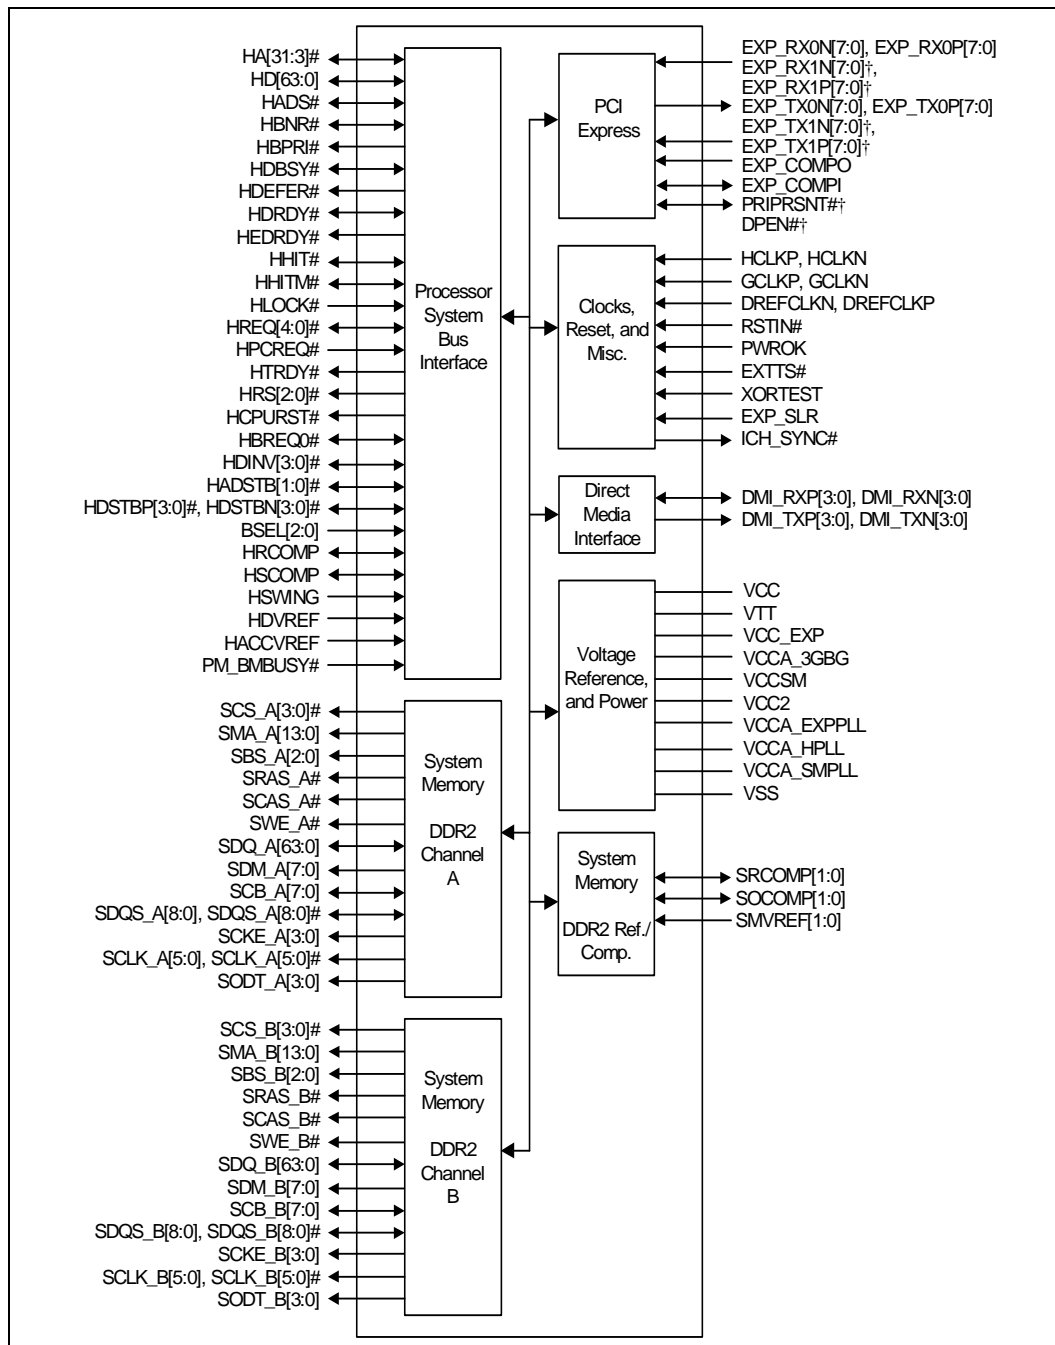 HA[31:3]#
HD[63:0]
HADS#
HBNR#
HBPRI#
HDBSY#
HDEFER#
HDRDY#
HEDRDY#
HHIT#
HHITM#
HLOCK#
HREQ[4:0]#
HPCREQ#
HTRDY#
HRS[2:0]#
HCPURST#
HBREQ0#
HDINV[3:0]#
HADSTB[1:0]#
HDSTBP[3:0]#, HDSTBN[3:0]#
BSEL[2:0]
HRCOMP
HSCOMP
HSWING
HDVREF
HACCVREF
PM_BMBUSY#
Processor
System
Bus
Interface
SCS_A[3:0]#
SMA_A[13:0]
SBS_A[2:0]
SRAS_A#
SCAS_A#
SWE_A#
SDQ_A[63:0]
SDM_A[7:0]
SCB_A[7:0]
SDQS_A[8:0], SDQS_A[8:0]#
SCKE_A[3:0]
SCLK_A[5:0], SCLK_A[5:0]#
SODT_A[3:0]
System
Memory
DDR2
Channel
A
SCS_B[3:0]#
SMA_B[13:0]
SBS_B[2:0]
SRAS_B#
SCAS_B#
SWE_B#
SDQ_B[63:0]
SDM_B[7:0]
SCB_B[7:0]
SDQS_B[8:0], SDQS_B[8:0]#
SCKE_B[3:0]
SCLK_B[5:0], SCLK_B[5:0]#
SODT_B[3:0]
System
Memory
DDR2
Channel
B
PCI
Express
EXP_RX0N[7:0], EXP_RX0P[7:0]
EXP_RX1N[7:0]†,
EXP_RX1P[7:0]†
EXP_TX0N[7:0], EXP_TX0P[7:0]
EXP_TX1N[7:0]†,
EXP_TX1P[7:0]†
EXP_COMPO
EXP_COMPI
PRIPRSNT#†
DPEN#†
Clocks,
Reset, and
Misc.
HCLKP, HCLKN
GCLKP, GCLKN
DREFCLKN, DREFCLKP
RSTIN#
PWROK
EXTTS#
XORTEST
EXP_SLR
ICH_SYNC#
Direct
Media
Interface
DMI_RXP[3:0], DMI_RXN[3:0]
DMI_TXP[3:0], DMI_TXN[3:0]
Voltage
Reference,
and Power
VCC
VTT
VCC_EXP
VCCA_3GBG
VCCSM
VCC2
VCCA_EXPPLL
VCCA_HPLL
VCCA_SMPLL
VSS
System
Memory
DDR2 Ref./
Comp.
SRCOMP[1:0]
SOCOMP[1:0]
SMVREF[1:0]